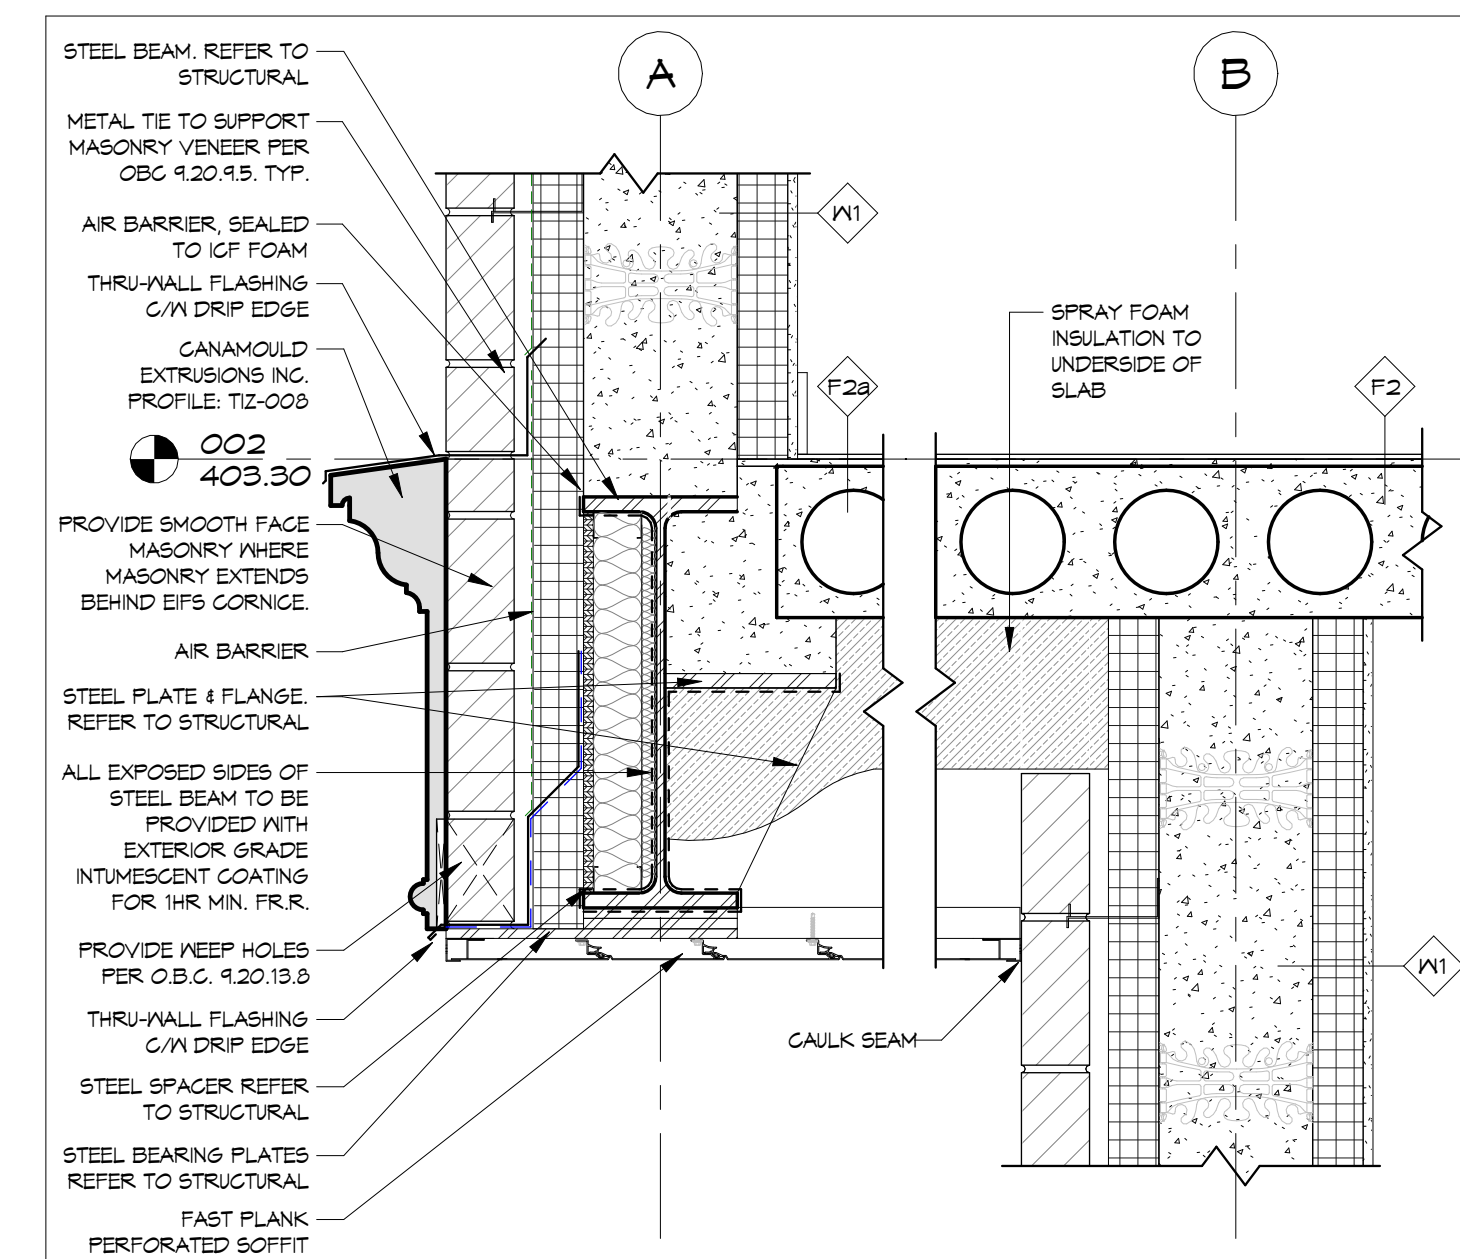 STEEL BEAM. REFER TO
STRUCTURAL
METAL TIE TO SUPPORT
MASONRY VENEER PER
OBC 9.20.9.5. TYP.
AIR BARRIER, SEALED
TO ICF FOAM
THRU-WALL FLASHING
C/W DRIP EDGE
CANAMOULD
EXTRUSIONS INC.
PROFILE: TIZ-008
002
403.30
PROVIDE SMOOTH FACE
MASONRY WHERE
MASONRY EXTENDS
BEHIND EIFS CORNICE.
AIR BARRIER
STEEL PLATE & FLANGE.
REFER TO STRUCTURAL
ALL EXPOSED SIDES OF
STEEL BEAM TO BE
PROVIDED WITH
EXTERIOR GRADE
INTUMESCENT COATING
FOR 1HR MIN. F.R.R.
PROVIDE WEEP HOLES
PER O.B.C. 9.20.13.8
THRU-WALL FLASHING
C/W DRIP EDGE
STEEL SPACER REFER
TO STRUCTURAL
STEEL BEARING PLATES
REFER TO STRUCTURAL
FAST PLANK
PERFORATED SOFFIT
A
B
W1
SPRAY FOAM
INSULATION TO
UNDERSIDE OF
SLAB
F2a
F2
W1
CAULK SEAM